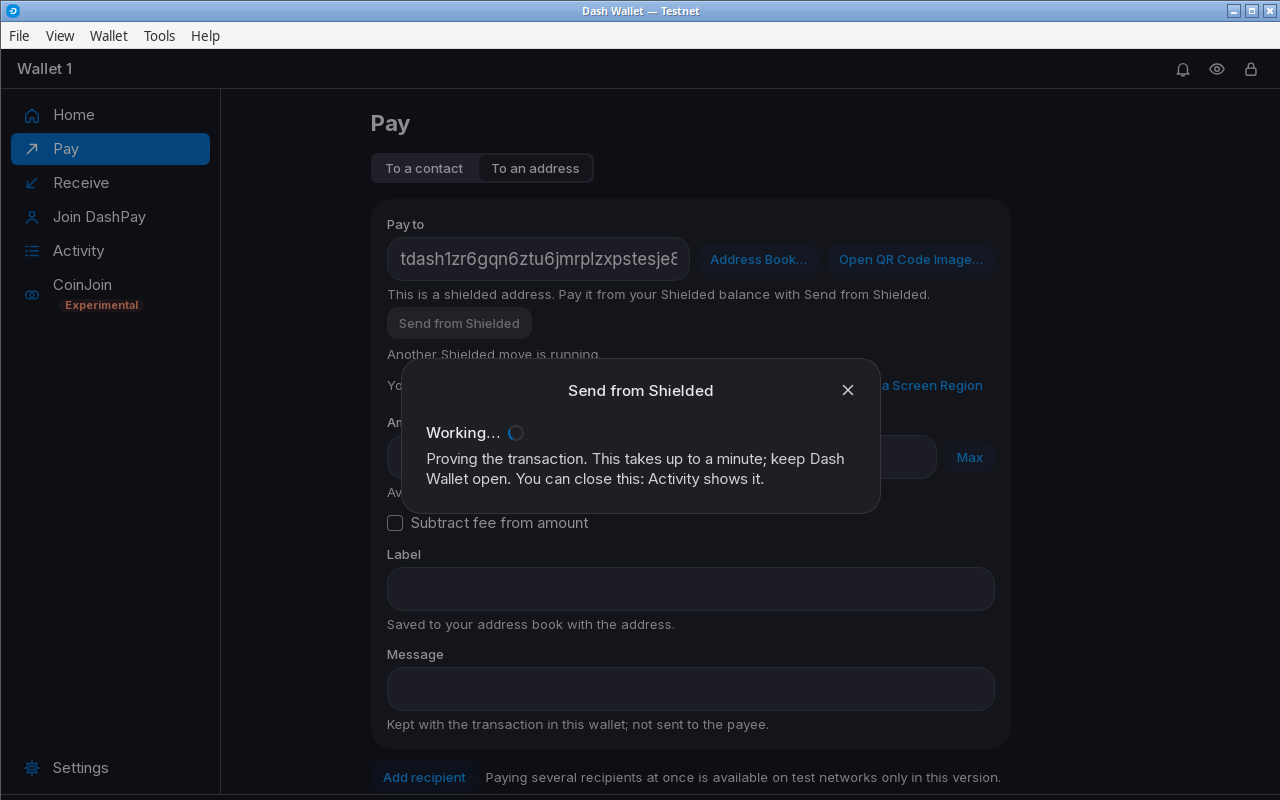 Dash Wallet — Testnet
File View Wallet Tools Help
Wallet 1
Home
Pay
Receive
Join DashPay
Activity
CoinJoin
Experimental
Settings
Pay
To a contact To an address
Pay to
tdash1zr6gqn6ztu6jmrplzxpstesje8 Address Book… Open QR Code Image…
This is a shielded address. Pay it from your Shielded balance with Send from Shielded.
Send from Shielded
Another Shielded move is running.
a Screen Region
Send from Shielded
Working…
Proving the transaction. This takes up to a minute; keep Dash
Wallet open. You can close this: Activity shows it.
Max
Subtract fee from amount
Label
Saved to your address book with the address.
Message
Kept with the transaction in this wallet; not sent to the payee.
Add recipient Paying several recipients at once is available on test networks only in this version.